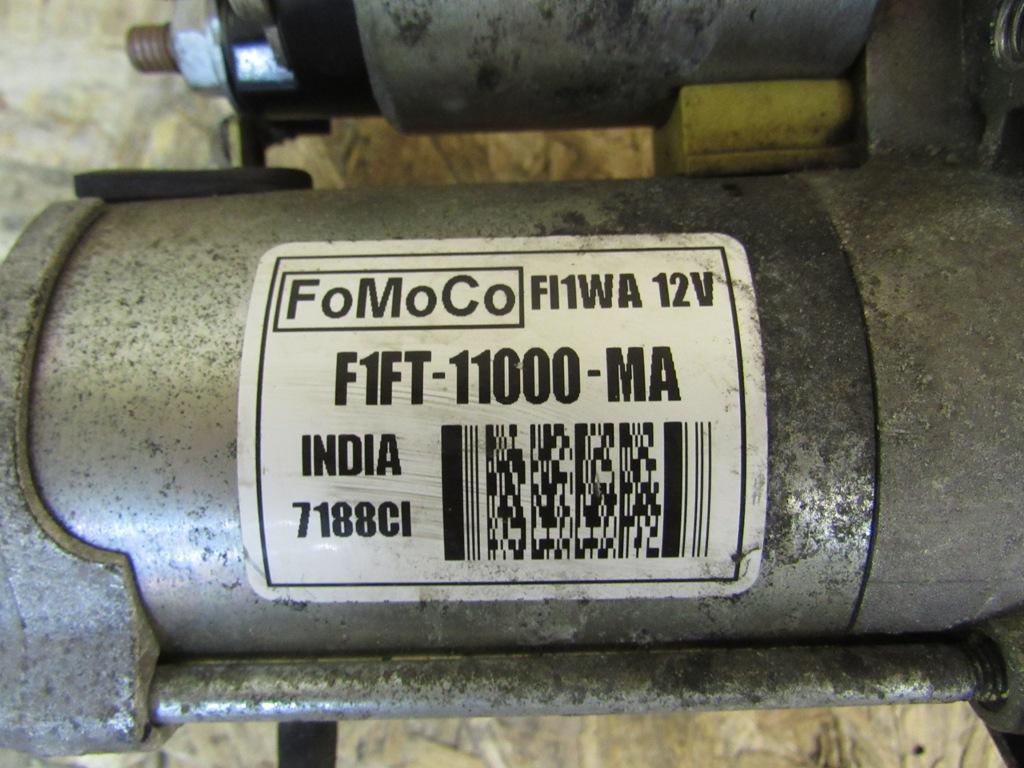 FoMoCo FI1WA 12V
F1FT-11000-MA
INDIA
7188CI